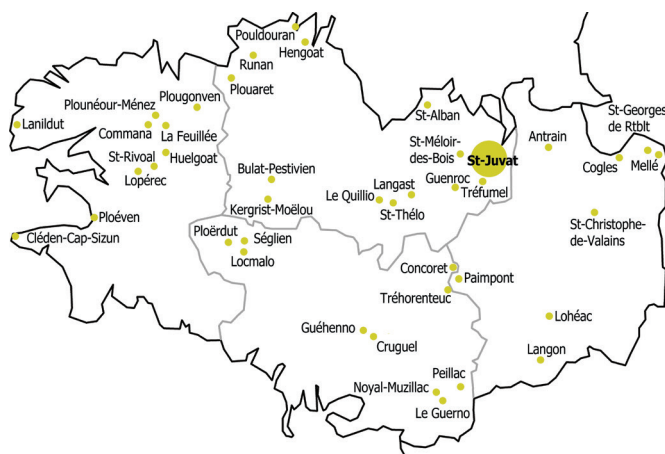 Pouldouran
Hengoat
Runan
Plouaret
Plougonven
Plounéour-Ménez
Lanildut
Commana
La Feuillée
St-Rivoal
Huelgoat
Lopérec
Ploéven
Cléden-Cap-Sizun
Bulat-Pestivien
Kergrist-Moëlou
Ploërdut
Séglien
Locmalo
St-Alban
St-Méloir-
des-Bois
St-Juvat
Guenroc
Tréfumel
Langast
Le Quillio
St-Thélo
Antrain
St-Georges
de Rtblt
Cogles
Mellé
St-Christophe-
de-Valains
Concoret
Paimpont
Tréhorenteuc
Guéhenno
Cruguel
Lohéac
Langon
Peillac
Noyal-Muzillac
Le Guerno